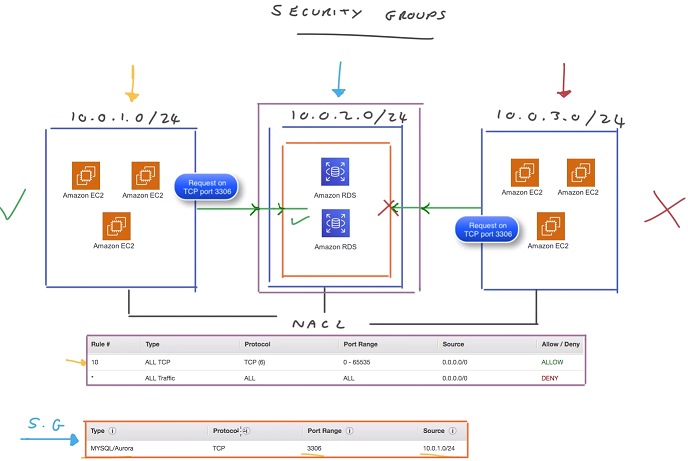 SECURITY GROUPS
10.0.1.0/24
10.0.2.0/24
10.0.3.0/24
Amazon EC2 Amazon EC2
Amazon EC2
Request on
TCP port 3306
Amazon RDS
Amazon RDS
Amazon EC2 Amazon EC2
Amazon EC2
Request on
TCP port 3306
NACL
Rule # Type Protocol Port Range Source Allow / Deny
10 ALL TCP TCP (6) 0 - 65535 0.0.0.0/0 ALLOW
* ALL Traffic ALL ALL 0.0.0.0/0 DENY
S.G
Type Protocol Port Range Source
MYSQL/Aurora TCP 3306 10.0.1.0/24